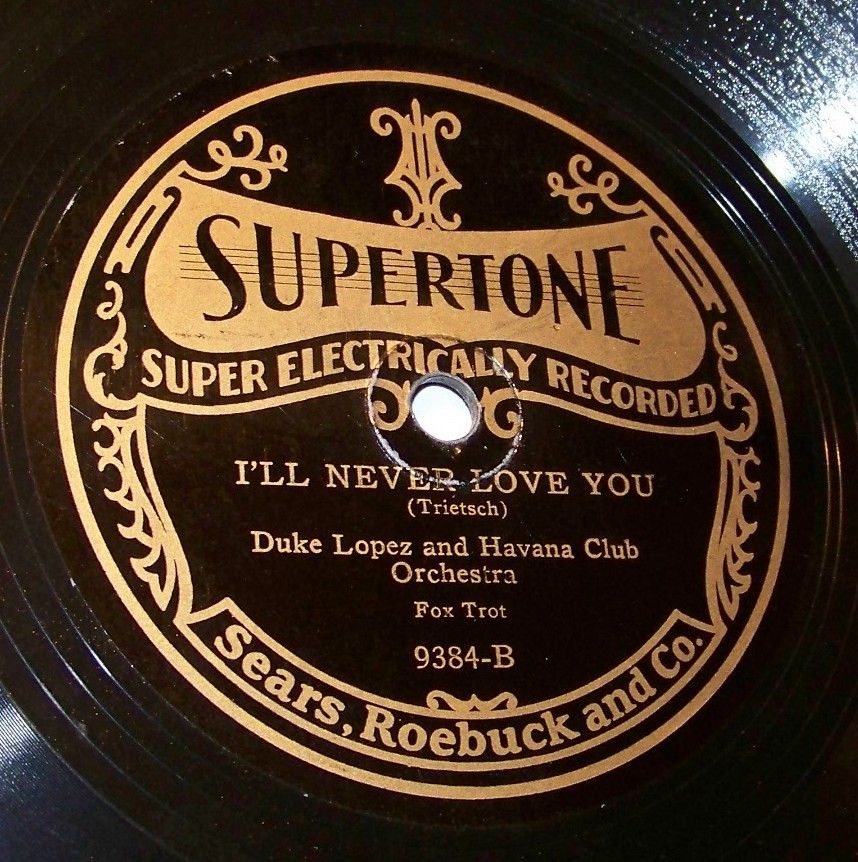 SUPERTONE
SUPER ELECTRICALLY RECORDED
I'LL NEVER LOVE YOU
(Trietsch)
Duke Lopez and Havana Club
Orchestra
Fox Trot
9384-B
Sears, Roebuck and Co.